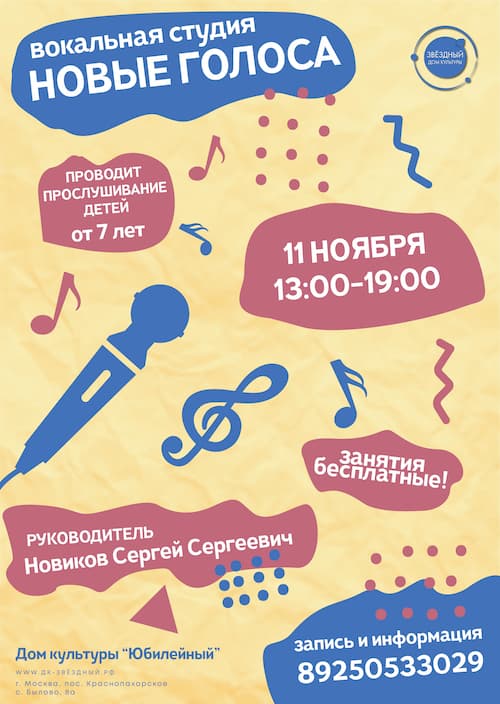 вокальная студия
НОВЫЕ ГОЛОСА
ЗВЁЗДНЫЙ
ДОМ КУЛЬТУРЫ
ПРОВОДИТ
ПРОСЛУШИВАНИЕ
ДЕТЕЙ
от 7 лет
11 НОЯБРЯ
13:00-19:00
занятия
бесплатные!
РУКОВОДИТЕЛЬ
Новиков Сергей Сергеевич
Дом культуры "Юбилейный"
WWW.ДК-ЗВЁЗДНЫЙ.РФ
г. Москва, пос. Краснопахорское
с. Былово, 8а
запись и информация
89250533029